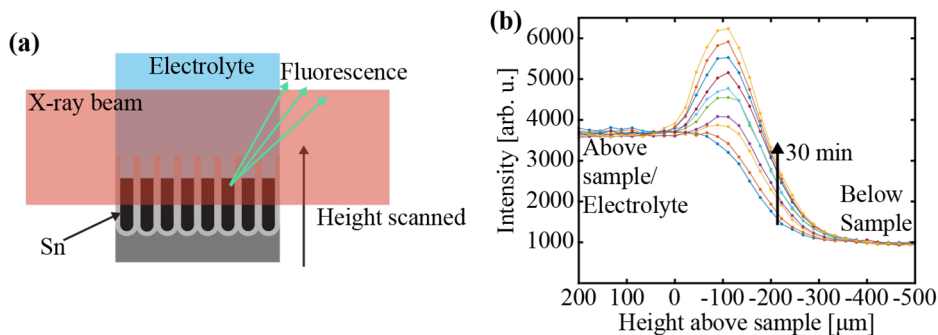 (a)
Electrolyte
Fluorescence
X-ray beam
Height scanned
Sn
(b)
Intensity [arb. u.]
6000
5000
4000
3000
2000
1000
Above
sample/
Electrolyte
30 min
Below
Sample
200 100 0 -100 -200 -300 -400 -500
Height above sample [μm]